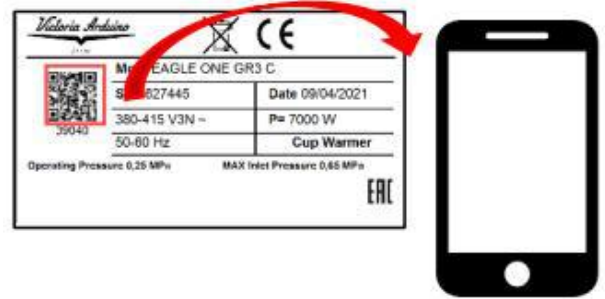 Victoria Arduino
CE
EAGLE ONE GR3 C
627445
Date 09/04/2021
39040
380-415 V3N ~
P= 7000 W
50-60 Hz
Cup Warmer
Operating Pressure 0,25 MPa
MAX Inlet Pressure 0,65 MPa
EAC